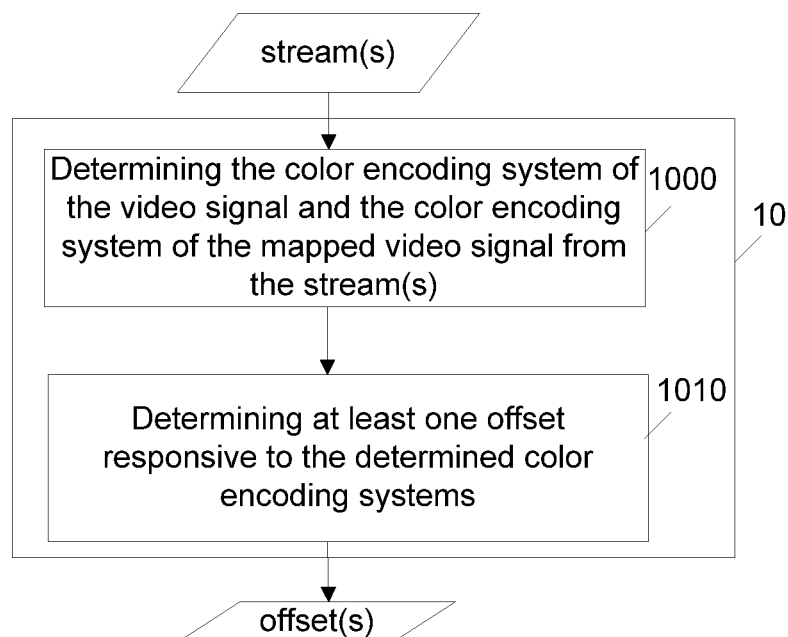 stream(s)
Determining the color encoding system of
the video signal and the color encoding
system of the mapped video signal from
the stream(s)
1000
10
Determining at least one offset
responsive to the determined color
encoding systems
1010
offset(s)